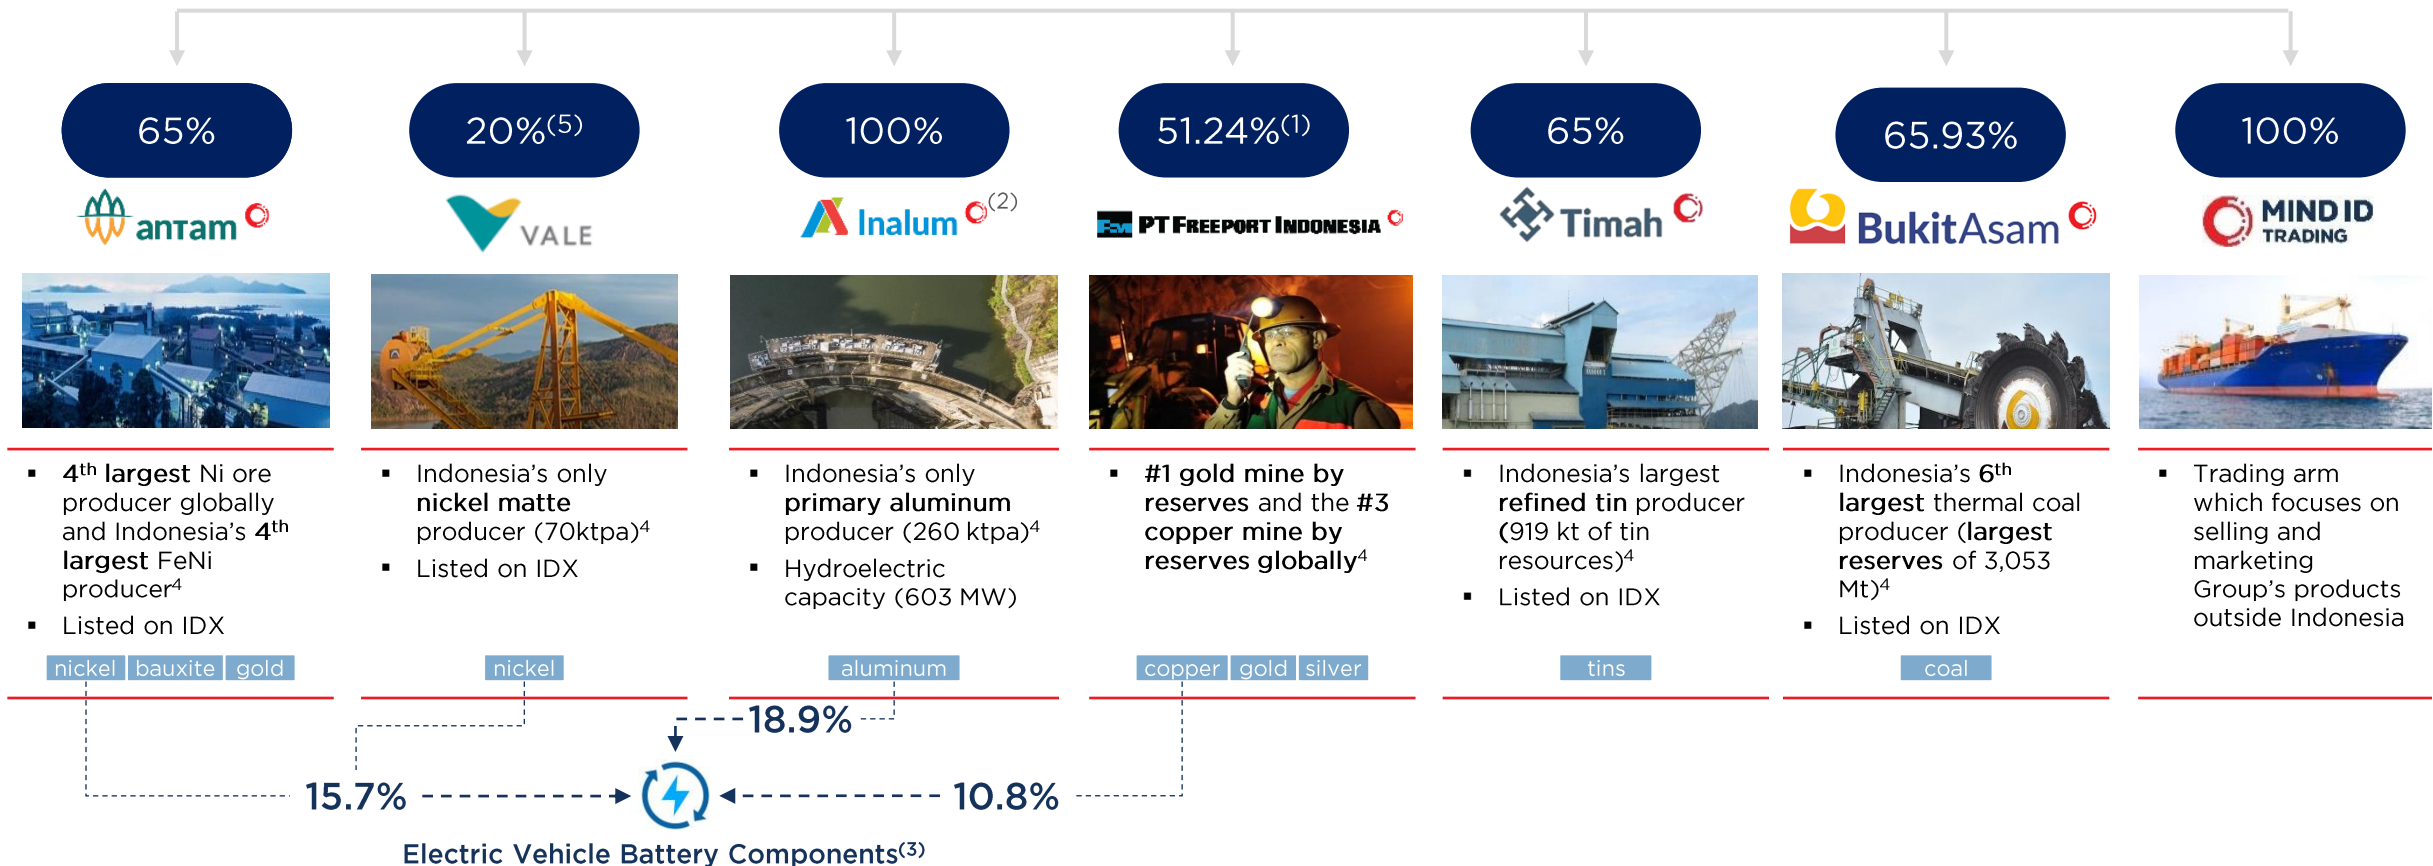 65%
20%(5)
100%
51.24%(1)
65%
65.93%
100%
antam
VALE
Inalum (2)
FCX PT FREEPORT INDONESIA
Timah
BukitAsam
MIND ID
TRADING
▪ 4th largest Ni ore
producer globally
and Indonesia's 4th
largest FeNi
producer4
▪ Listed on IDX
nickel bauxite gold
▪ Indonesia's only
nickel matte
producer (70ktpa)4
▪ Listed on IDX
nickel
▪ Indonesia's only
primary aluminum
producer (260 ktpa)4
▪ Hydroelectric
capacity (603 MW)
aluminum
▪ #1 gold mine by
reserves and the #3
copper mine by
reserves globally4
copper gold silver
▪ Indonesia's largest
refined tin producer
(919 kt of tin
resources)4
▪ Listed on IDX
tins
▪ Indonesia's 6th
largest thermal coal
producer (largest
reserves of 3,053
Mt)4
▪ Listed on IDX
coal
▪ Trading arm
which focuses on
selling and
marketing
Group's products
outside Indonesia
18.9%
15.7%
10.8%
Electric Vehicle Battery Components(3)